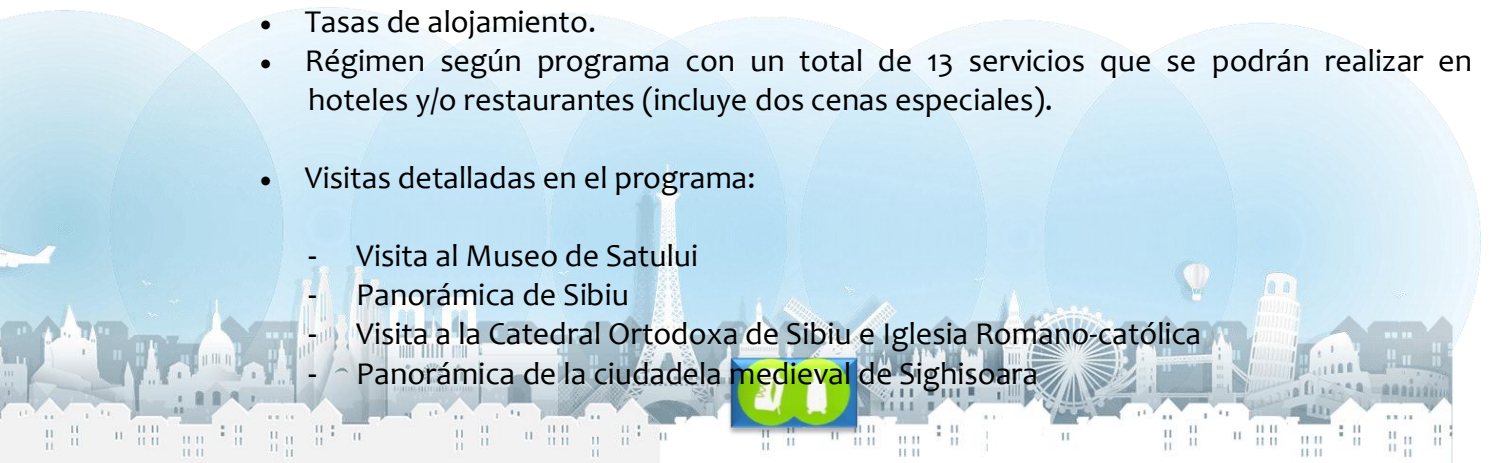 • Tasas de alojamiento.
• Régimen según programa con un total de 13 servicios que se podrán realizar en
hoteles y/o restaurantes (incluye dos cenas especiales).
• Visitas detalladas en el programa:
- Visita al Museo de Satului
- Panorámica de Sibiu
- Visita a la Catedral Ortodoxa de Sibiu e Iglesia Romano-católica
- Panorámica de la ciudadela medieval de Sighisoara